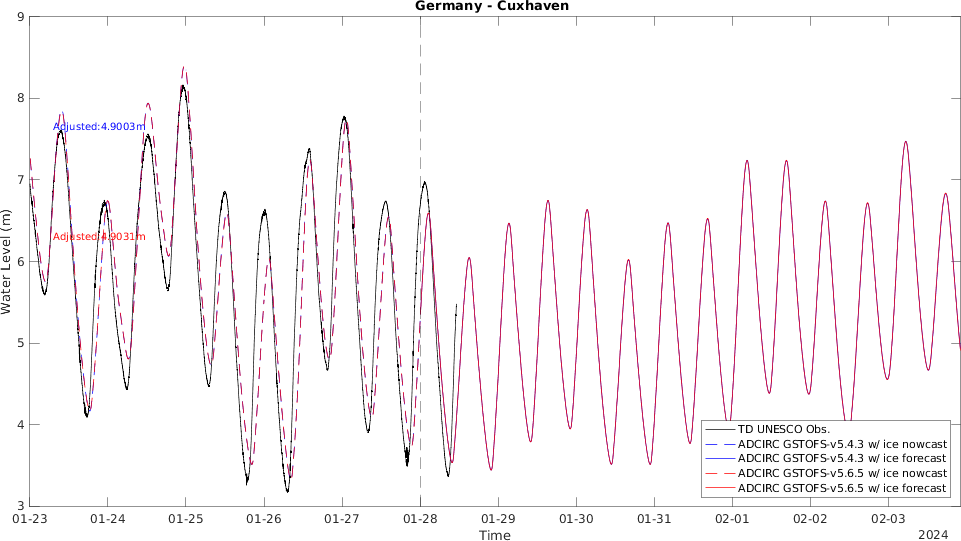 Germany - Cuxhaven
9
8
7
6
5
4
3
Water Level (m)
Adjusted:4.9003m
Adjusted:4.9031m
TD UNESCO Obs.
ADCIRC GSTOFS-v5.4.3 w/ ice nowcast
ADCIRC GSTOFS-v5.4.3 w/ ice forecast
ADCIRC GSTOFS-v5.6.5 w/ ice nowcast
ADCIRC GSTOFS-v5.6.5 w/ ice forecast
01-23 01-24 01-25 01-26 01-27 01-28 01-29 01-30 01-31 02-01 02-02 02-03
Time
2024